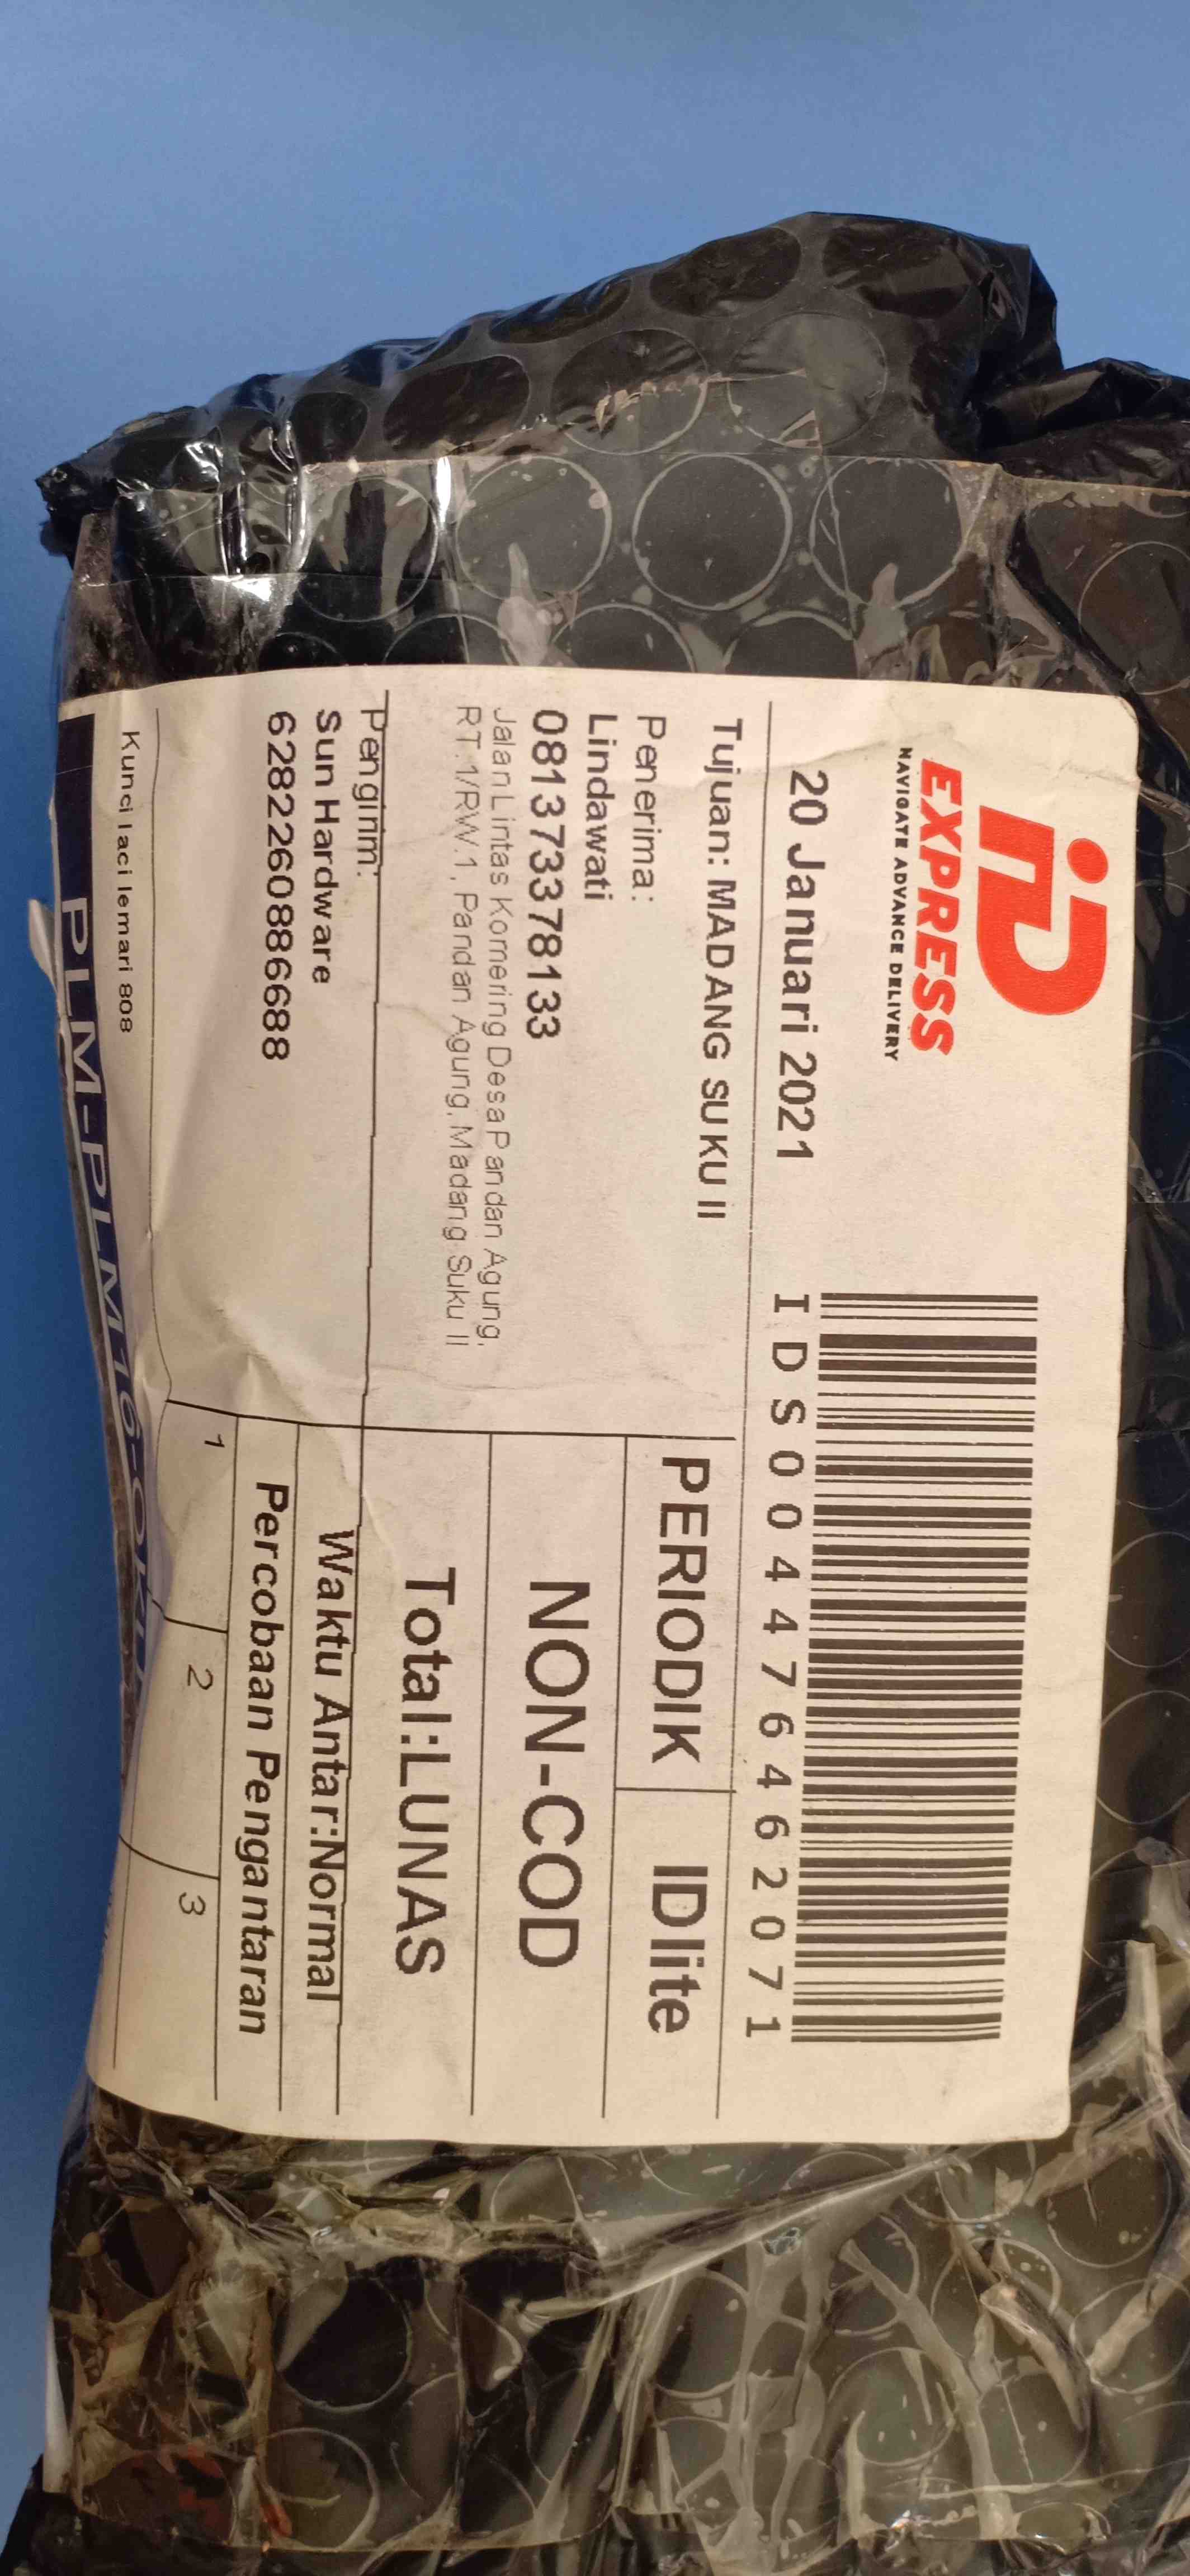 iD
EXPRESS
NAVIGATE ADVANCE DELIVERY
20 Januari 2021
IDS0044764662071
Tujuan: MADANG SUKU II
PERIODIK
IDlite
Penerima:
Lindawati
081373378133
Jalan Lintas Komering Desa Pandan Agung,
RT.1/RW.1, Pandan Agung, Madang Suku II
NON-COD
Total:LUNAS
Pengirim:
Sun Hardware
6282260886688
Waktu Antar:Normal
Percobaan Pengantaran
1
2
3
Kunci laci lemari 808